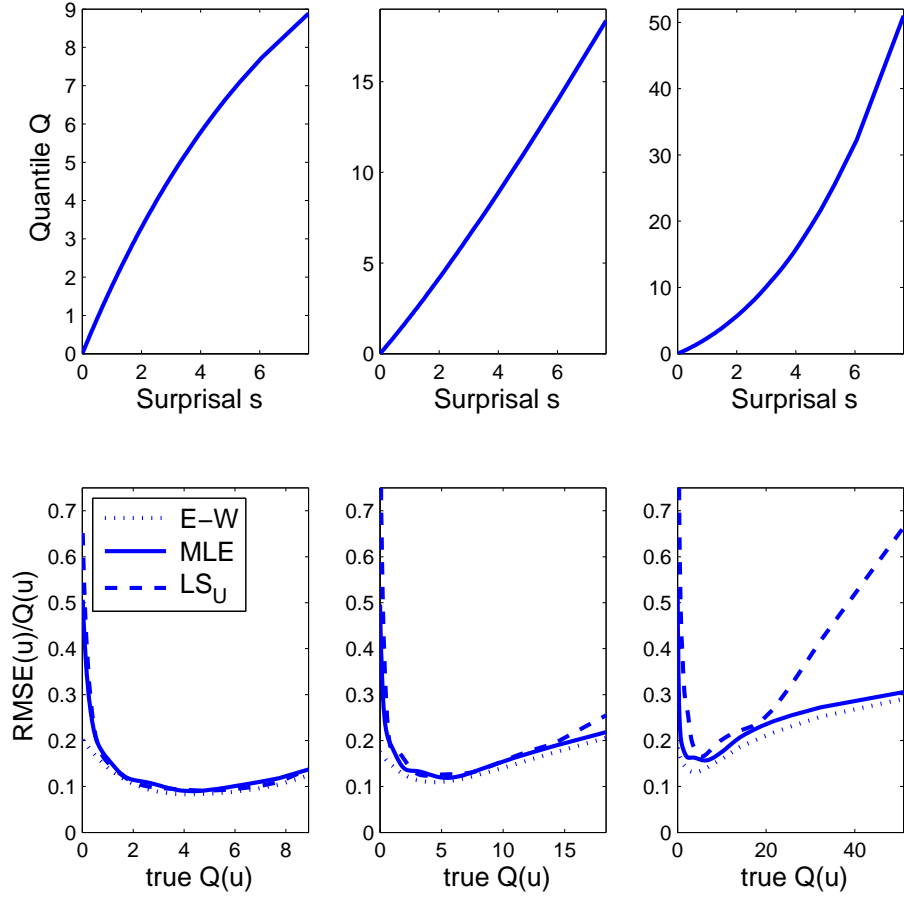 9
8
7
6
5
4
3
2
1
0
0 2 4 6
Quantile Q
Surprisal s
15
10
5
0
0 2 4 6
Surprisal s
50
40
30
20
10
0
0 2 4 6
Surprisal s
0.7
0.6
0.5
0.4
0.3
0.2
0.1
0
0 2 4 6 8
RMSE(u)/Q(u)
true Q(u)
E-W
MLE
LS_U
0.7
0.6
0.5
0.4
0.3
0.2
0.1
0
0 5 10 15
true Q(u)
0.7
0.6
0.5
0.4
0.3
0.2
0.1
0
0 20 40
true Q(u)